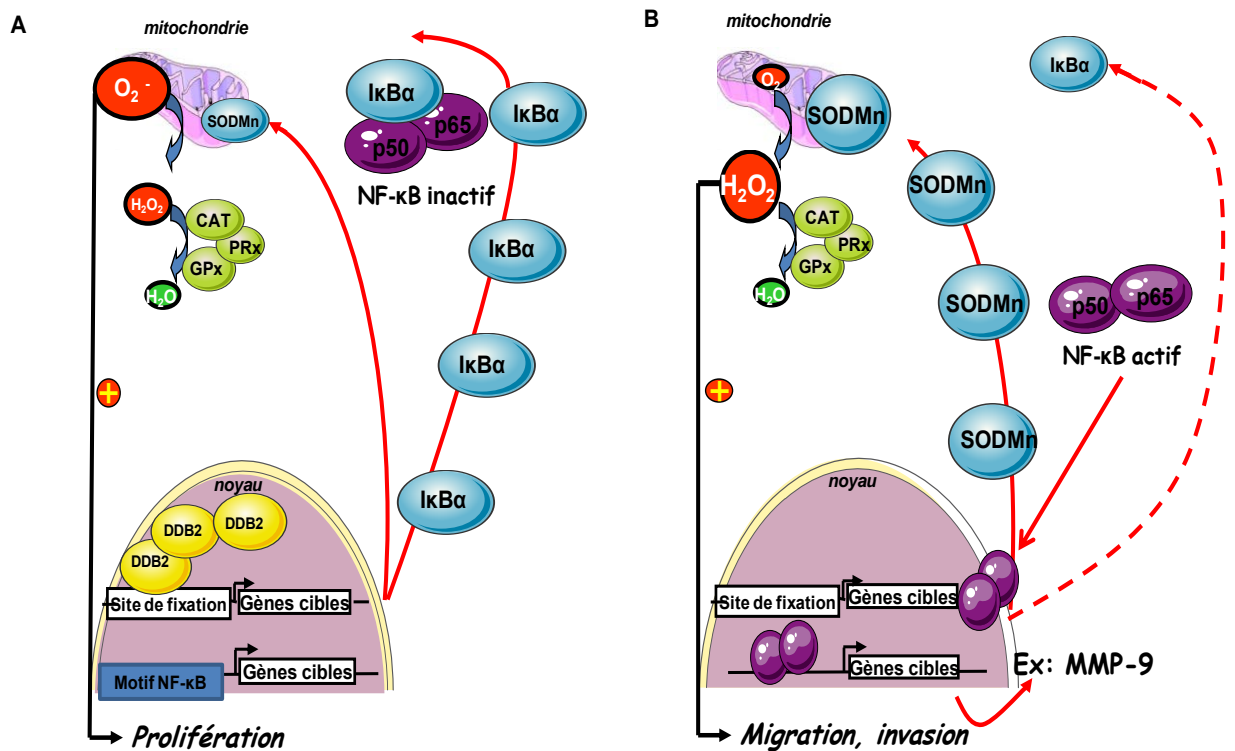 A
mitochondrie
O₂⁻
SODMn
H₂O₂
CAT
PRx
GPx
H₂O
IκBα
p65
p50
IκBα
NF-κB inactif
IκBα
IκBα
IκBα
+
noyau
DDB2
DDB2
DDB2
Site de fixation
Gènes cibles
Motif NF-κB
Gènes cibles
Prolifération
B
mitochondrie
O₂
SODMn
H₂O₂
CAT
PRx
GPx
H₂O
IκBα
SODMn
SODMn
SODMn
p50
p65
NF-κB actif
+
noyau
Site de fixation
Gènes cibles
Gènes cibles
Ex: MMP-9
Migration, invasion